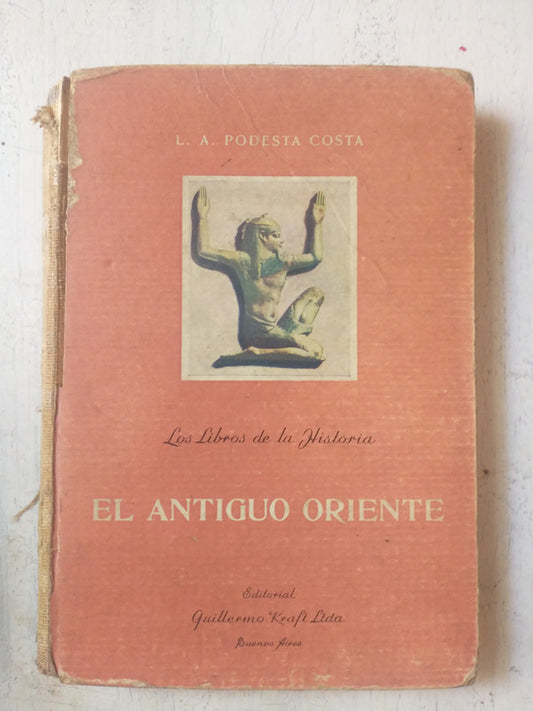 L. A. PODESTA COSTA
Los Libros de la Historia
EL ANTIGUO ORIENTE
Editorial
Guillermo Kraft Ltda.
Buenos Aires